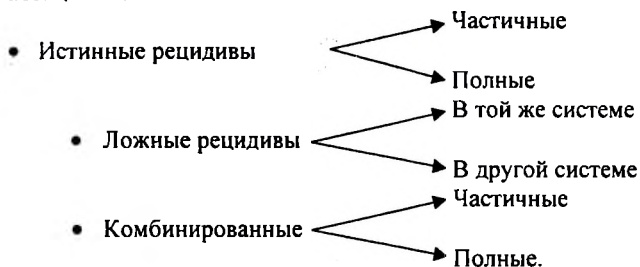 Частичные
• Истинные рецидивы
Полные
В той же системе
• Ложные рецидивы
В другой системе
Частичные
• Комбинированные
Полные.